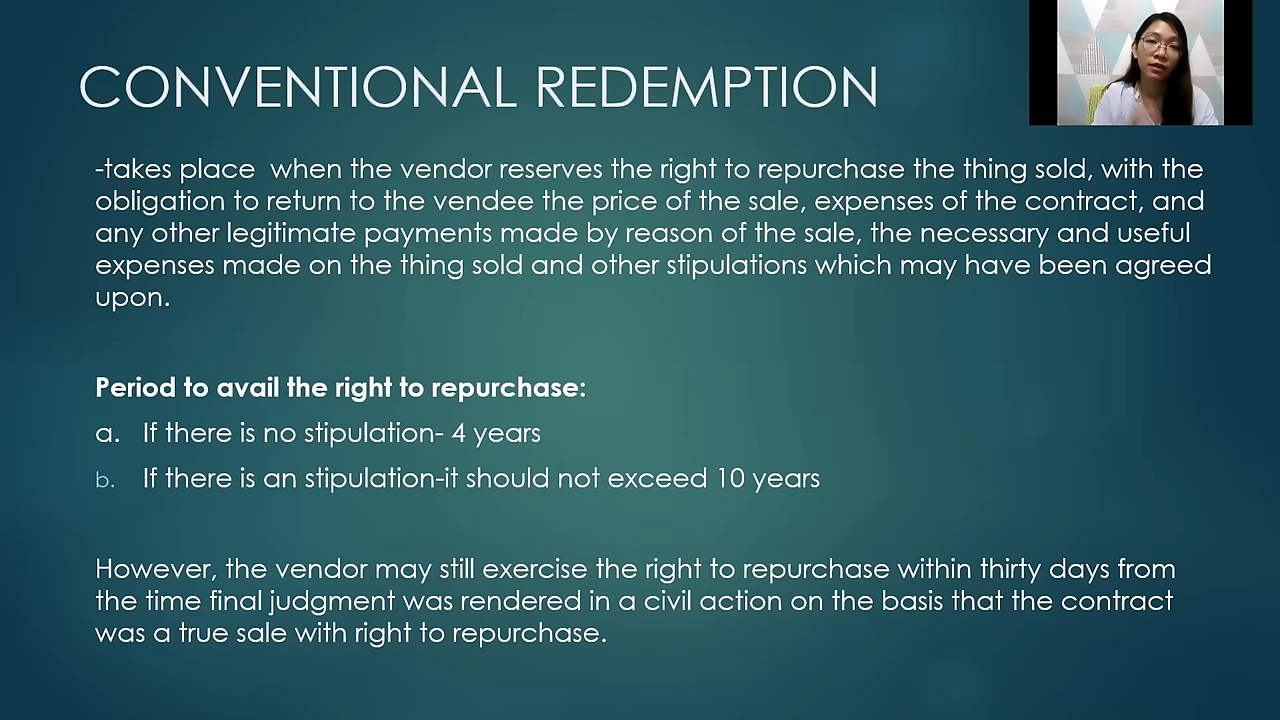 CONVENTIONAL REDEMPTION
-takes place  when the vendor reserves the right to repurchase the thing sold, with the
obligation to return to the vendee the price of the sale, expenses of the contract, and
any other legitimate payments made by reason of the sale, the necessary and useful
expenses made on the thing sold and other stipulations which may have been agreed
upon.
Period to avail the right to repurchase:
a. If there is no stipulation- 4 years
b. If there is an stipulation-it should not exceed 10 years
However, the vendor may still exercise the right to repurchase within thirty days from
the time final judgment was rendered in a civil action on the basis that the contract
was a true sale with right to repurchase.